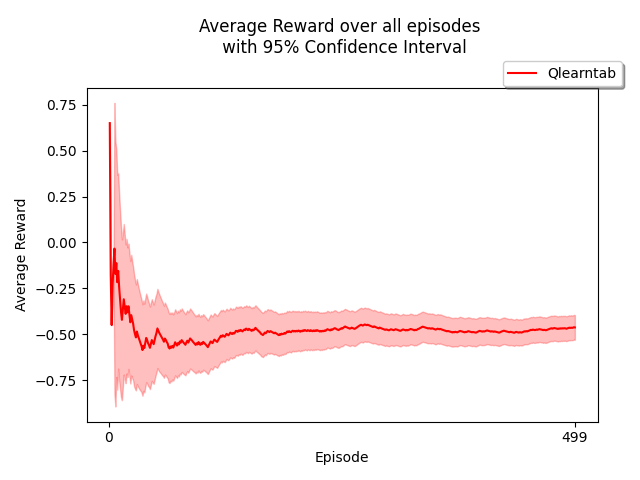 Average Reward over all episodes
with 95% Confidence Interval
Qlearntab
Average Reward
0.75
0.50
0.25
0.00
−0.25
−0.50
−0.75
0
499
Episode